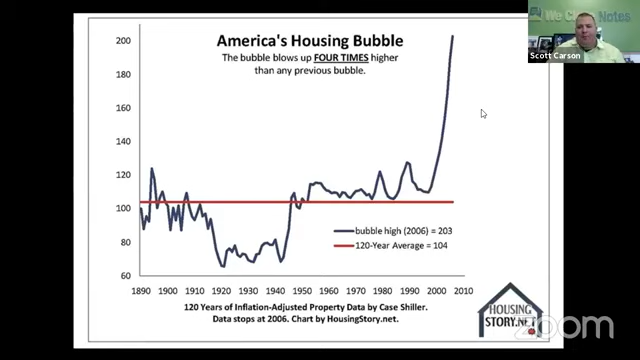 We Close Notes
Scott Carson
America's Housing Bubble
The bubble blows up FOUR TIMES higher
than any previous bubble.
200
180
160
140
120
100
80
60
bubble high (2006) = 203
120-Year Average = 104
1890 1900 1910 1920 1930 1940 1950 1960 1970 1980 1990 2000 2010
120 Years of Inflation-Adjusted Property Data by Case Shiller.
Data stops at 2006. Chart by HousingStory.net.
HOUSING
STORY.NET
zoom